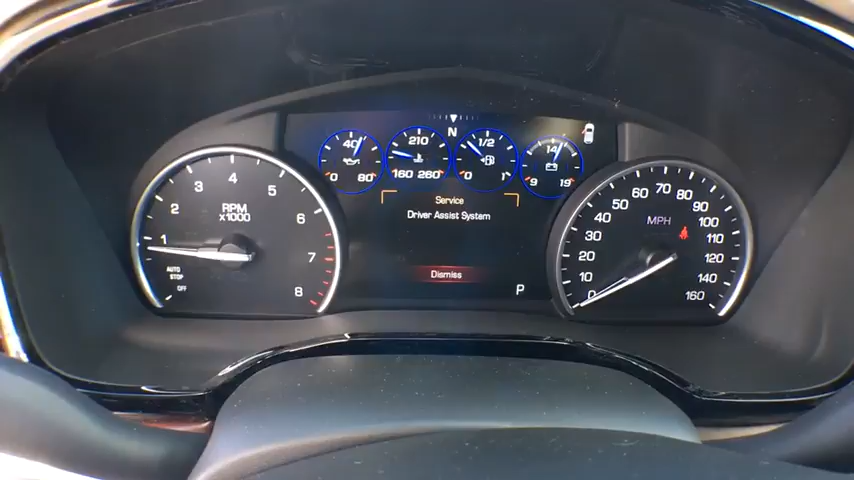 40
0 80
210
160 260
N
1/2
0 1
14
9 19
Service
Driver Assist System
Dismiss
P
RPM
x1000
1
2
3
4
5
6
7
8
AUTO
STOP
OFF
MPH
0
10
20
30
40
50
60
70
80
90
100
110
120
140
160